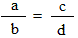 a/b = c/d